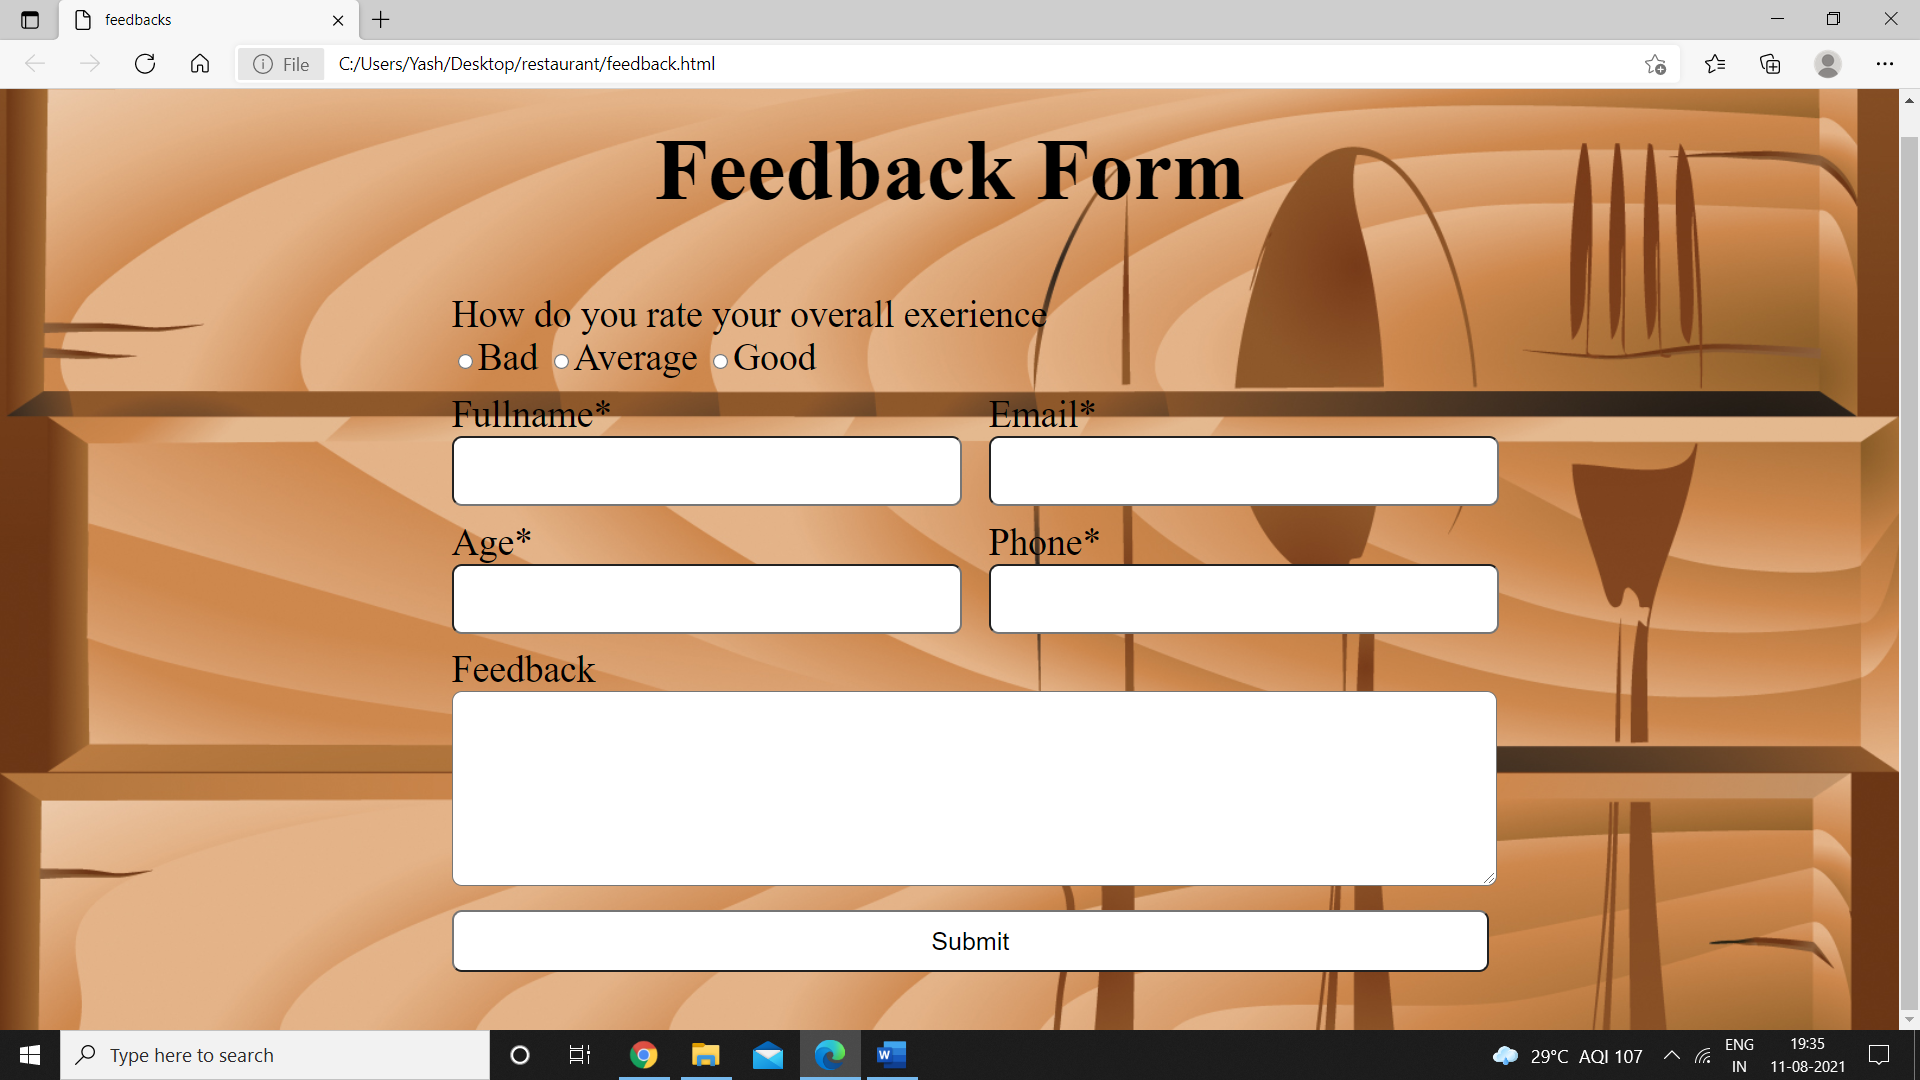 feedbacks
File C:/Users/Yash/Desktop/restaurant/feedback.html
Feedback Form
How do you rate your overall exerience
Bad Average Good
Fullname* Email*
Age* Phone*
Feedback
Submit
Type here to search
W
29°C AQI 107
ENG
IN
19:35
11-08-2021